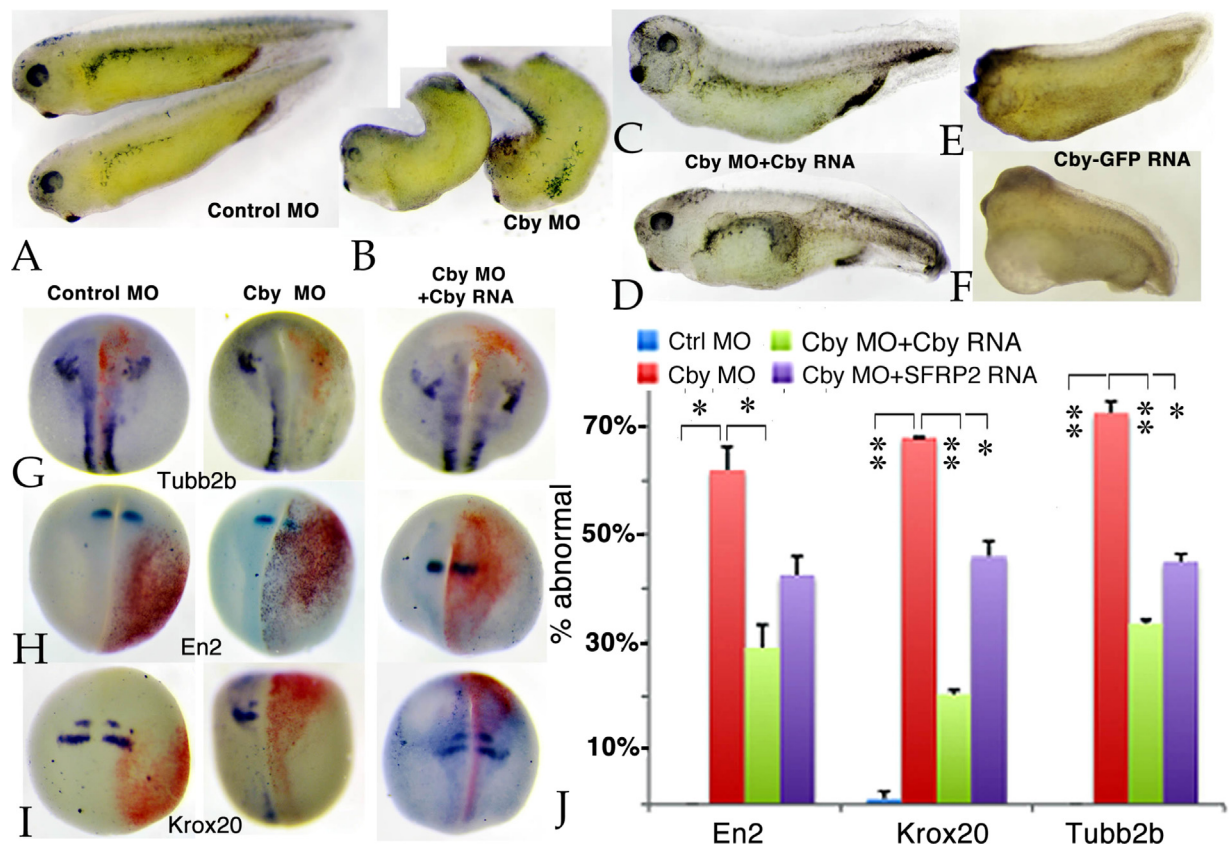 Control MO
A
Cby MO
B
C
Cby MO+Cby RNA
D
E
Cby-GFP RNA
F
Control MO
Cby MO
Cby MO
+Cby RNA
G
Tubb2b
H
En2
I
Krox20
Ctrl MO
Cby MO+Cby RNA
Cby MO
Cby MO+SFRP2 RNA
70%
50%
30%
10%
% abnormal
* *
* * * * *
* * * * *
J
En2
Krox20
Tubb2b